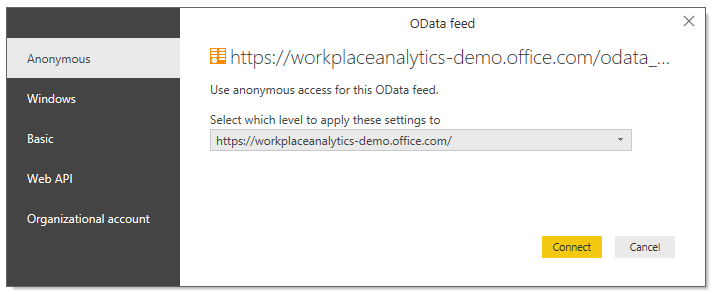 OData feed
Anonymous
Windows
Basic
Web API
Organizational account
https://workplaceanalytics-demo.office.com/odata_...
Use anonymous access for this OData feed.
Select which level to apply these settings to
https://workplaceanalytics-demo.office.com/
Connect
Cancel